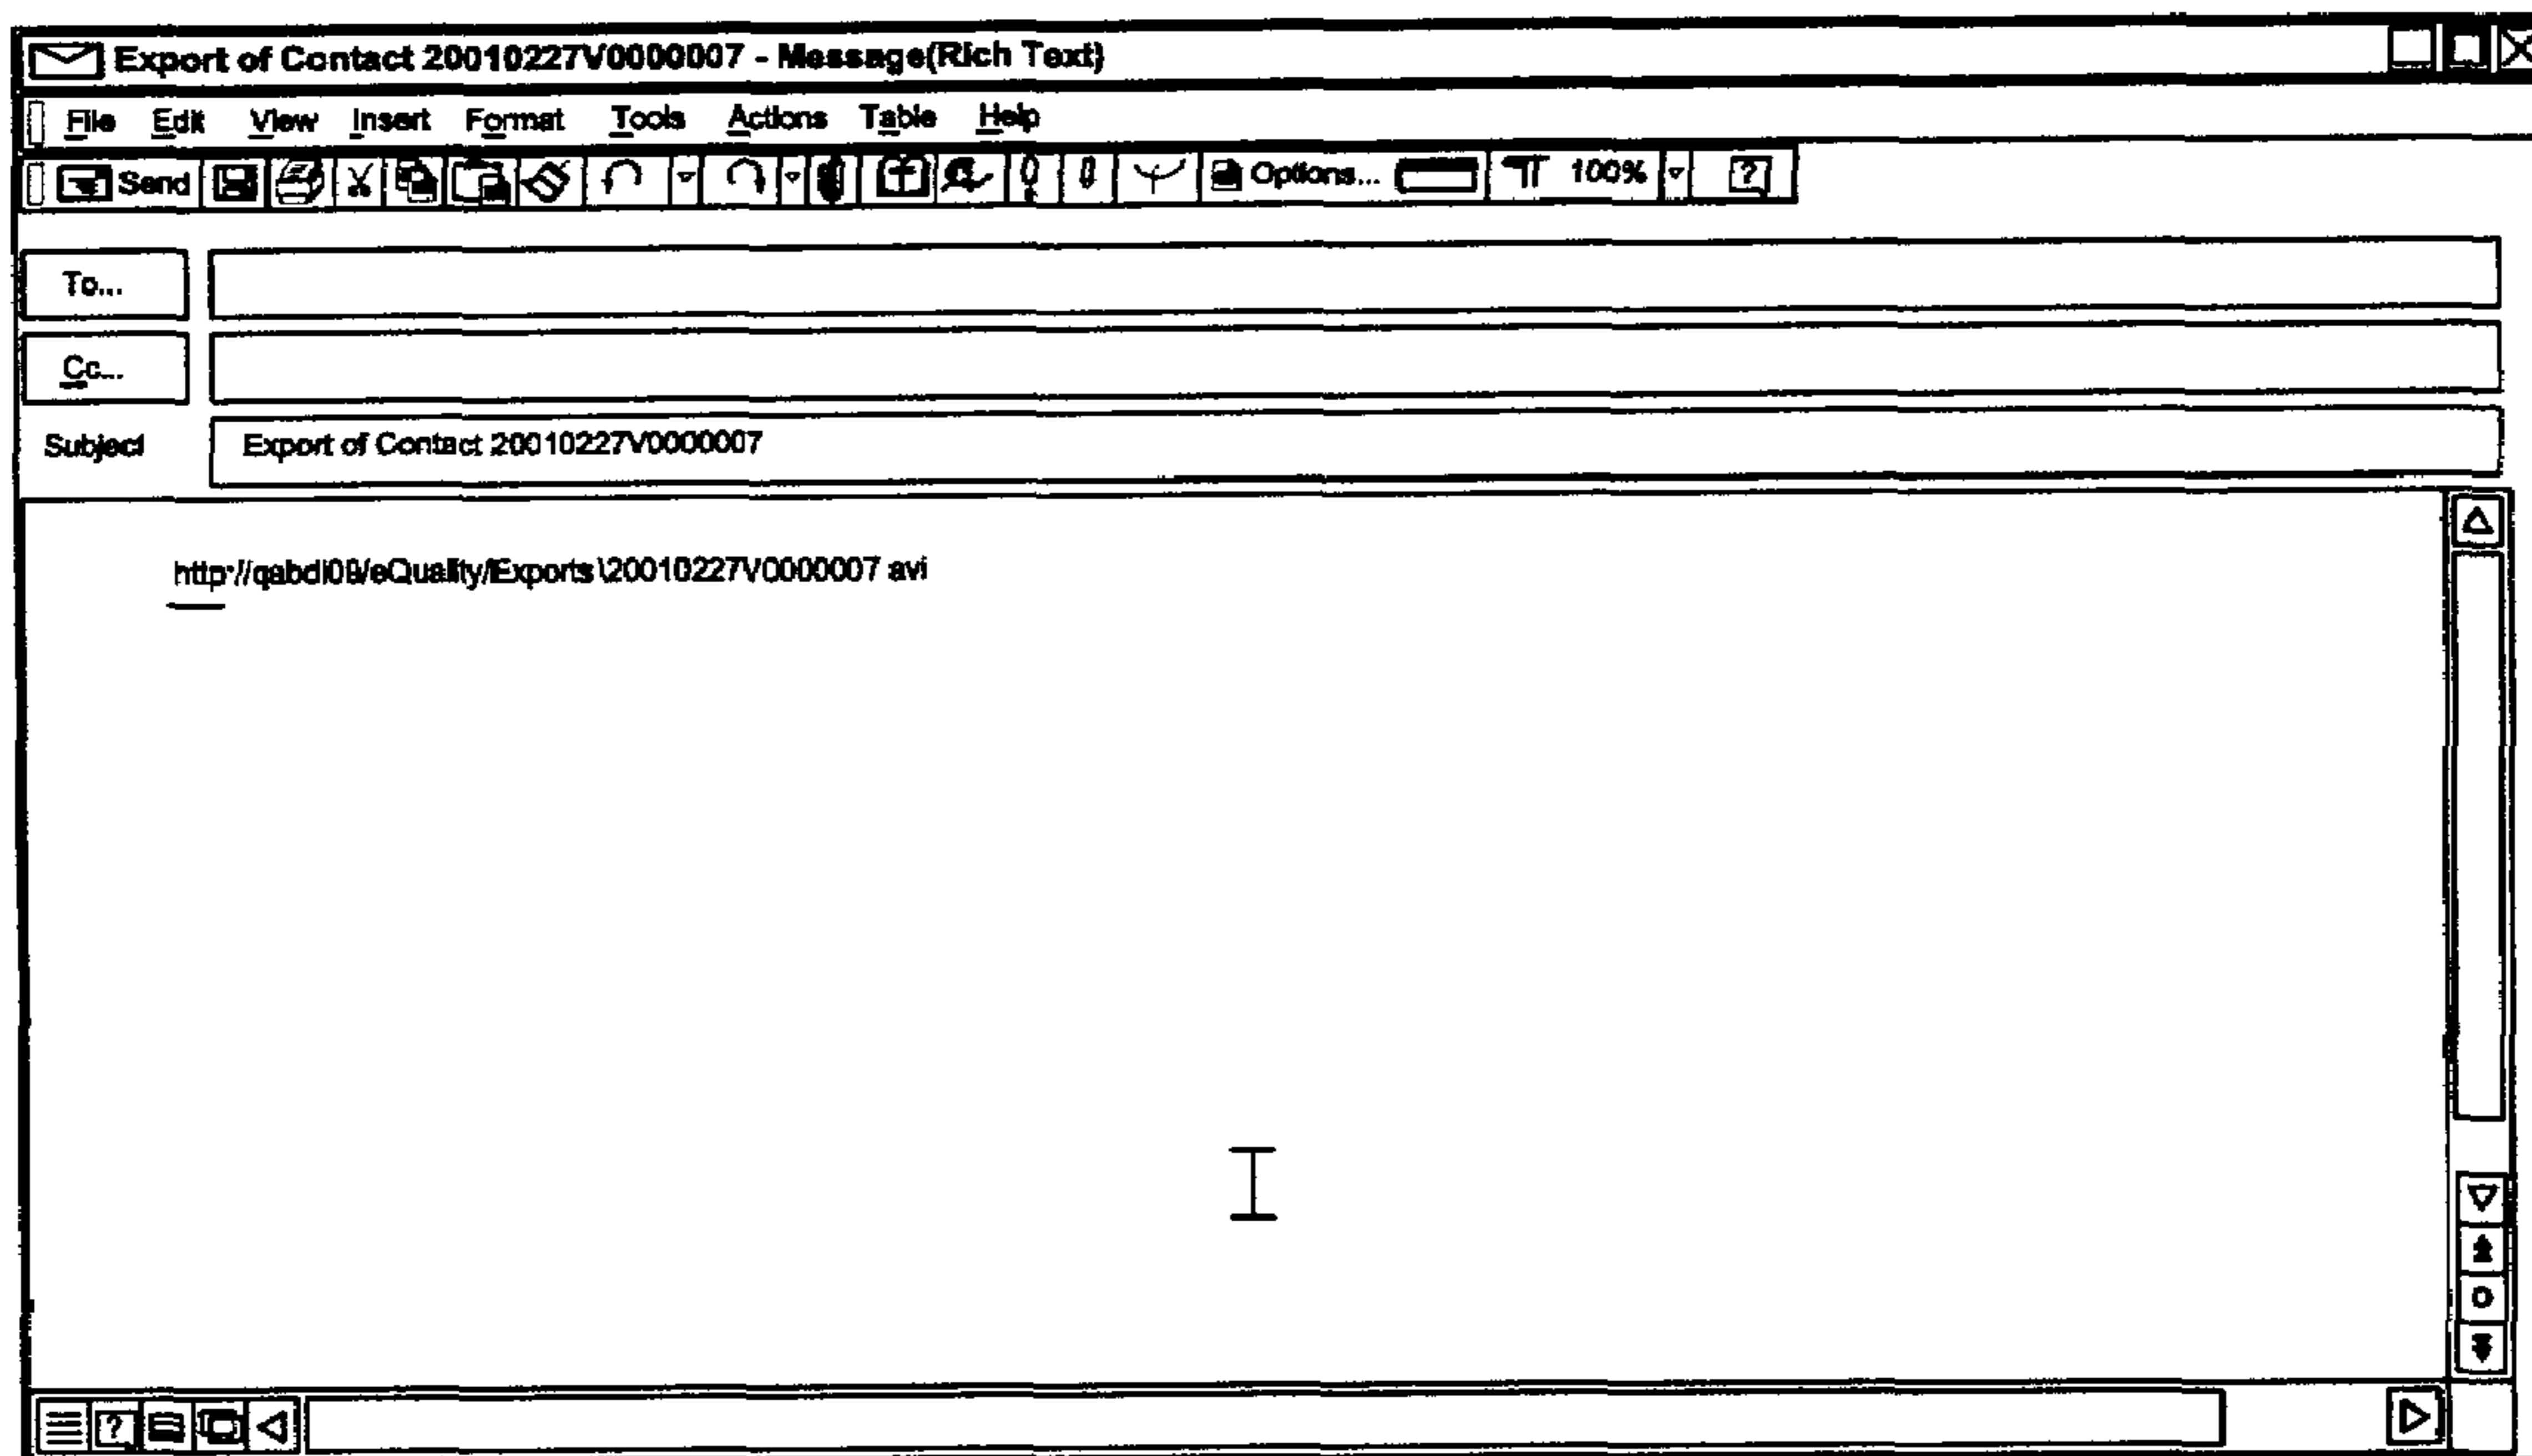 Export of Contact 20010227V0000007 - Message(Rich Text)
File Edit View Insert Format Tools Actions Table Help
Send Options... 100%
To...
Cc...
Subject Export of Contact 20010227V0000007
http://qabdl09/eQuality/Exports\20010227V0000007.avi